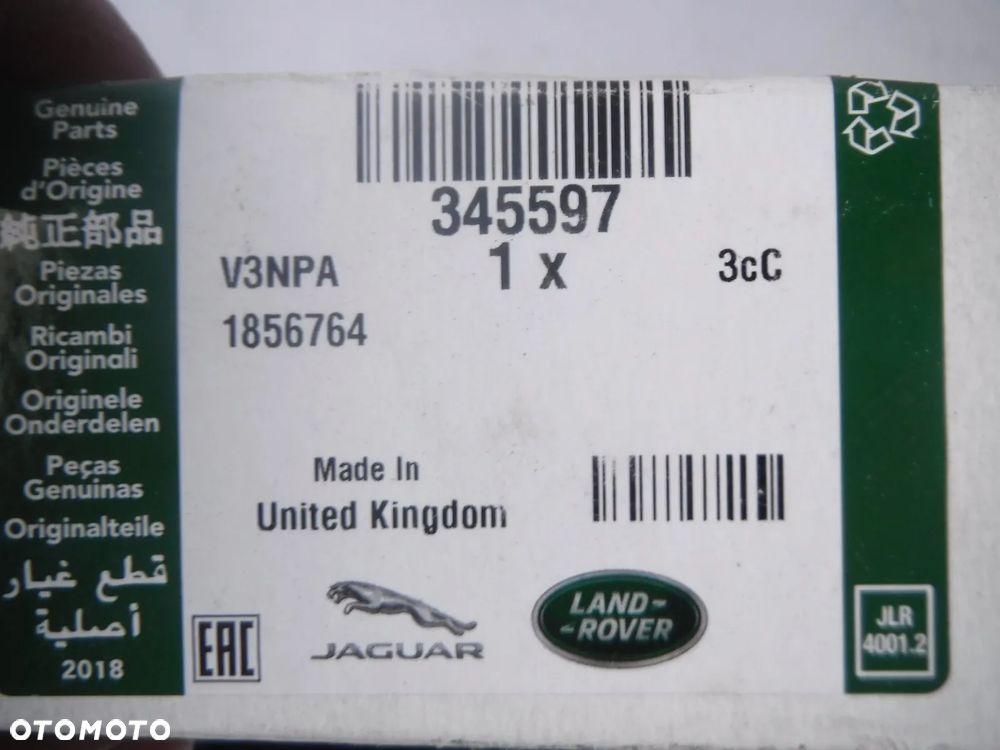 Genuine
Parts
Pièces
d'Origine
純正部品
Piezas
Originales
Ricambi
Originali
Originele
Onderdelen
Peças
Genuinas
Originalteile
قطع غيار
أصلية
2018
345597
V3NPA
1 x
3cC
1856764
Made In
United Kingdom
EAC
JAGUAR
LAND-
-ROVER
JLR
4001.2
OTOMOTO